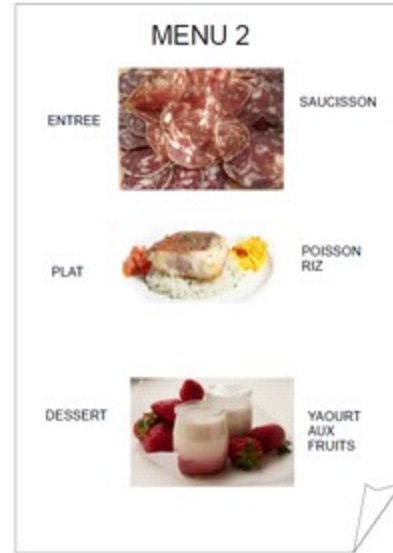 MENU 2
ENTREE
SAUCISSON
PLAT
POISSON
RIZ
DESSERT
YAOURT
AUX
FRUITS